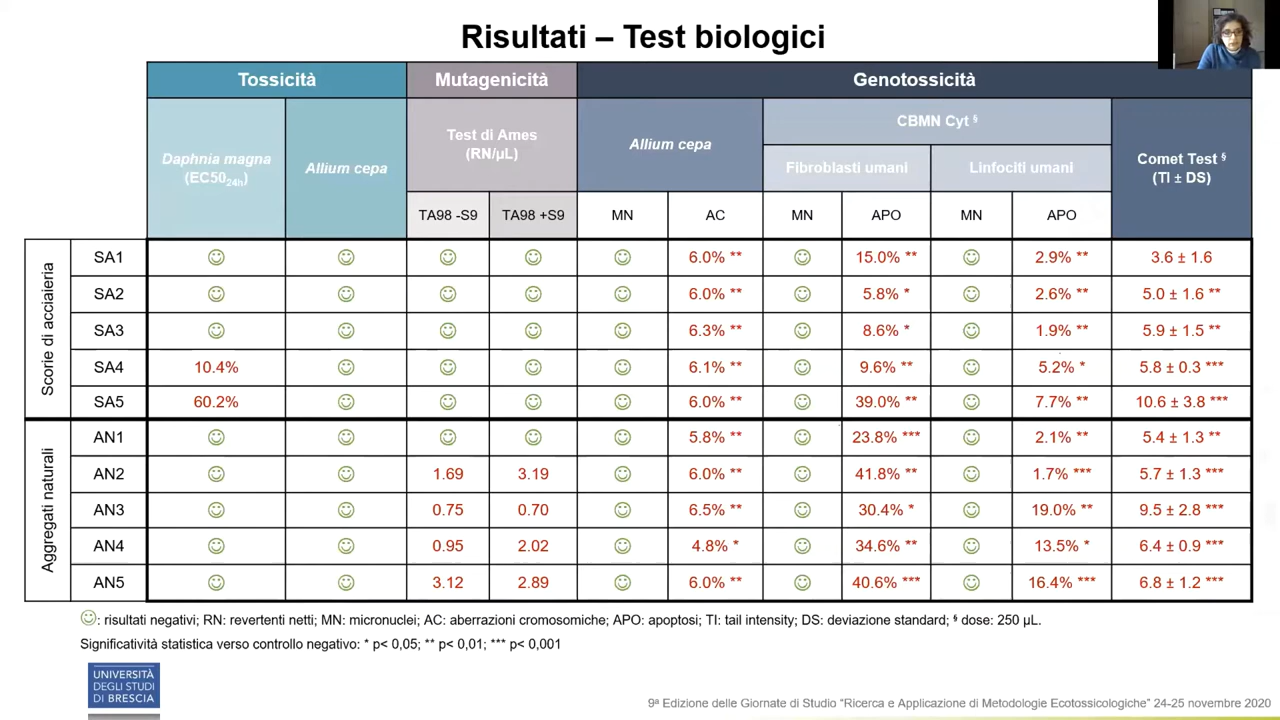 Risultati – Test biologici
Tossicità Mutagenicità Genotossicità
Daphnia magna (EC50 24h) Allium cepa Test di Ames (RN/µL) Allium cepa CBMN Cyt § Comet Test § (TI ± DS)
Fibroblasti umani Linfociti umani
TA98 -S9 TA98 +S9 MN AC MN APO MN APO
Scorie di acciaieria
SA1 6.0% ** 15.0% ** 2.9% ** 3.6 ± 1.6
SA2 6.0% ** 5.8% * 2.6% ** 5.0 ± 1.6 **
SA3 6.3% ** 8.6% * 1.9% ** 5.9 ± 1.5 **
SA4 10.4% 6.1% ** 9.6% ** 5.2% * 5.8 ± 0.3 ***
SA5 60.2% 6.0% ** 39.0% ** 7.7% ** 10.6 ± 3.8 ***
Aggregati naturali
AN1 5.8% ** 23.8% *** 2.1% ** 5.4 ± 1.3 **
AN2 1.69 3.19 6.0% ** 41.8% ** 1.7% *** 5.7 ± 1.3 ***
AN3 0.75 0.70 6.5% ** 30.4% * 19.0% ** 9.5 ± 2.8 ***
AN4 0.95 2.02 4.8% * 34.6% ** 13.5% * 6.4 ± 0.9 ***
AN5 3.12 2.89 6.0% ** 40.6% *** 16.4% *** 6.8 ± 1.2 ***
: risultati negativi; RN: revertenti netti; MN: micronuclei; AC: aberrazioni cromosomiche; APO: apoptosi; TI: tail intensity; DS: deviazione standard; § dose: 250 µL.
Significatività statistica verso controllo negativo: * p< 0,05; ** p< 0,01; *** p< 0,001
UNIVERSITÀ
DEGLI STUDI
DI BRESCIA
9ª Edizione delle Giornate di Studio “Ricerca e Applicazione di Metodologie Ecotossicologiche” 24-25 novembre 2020